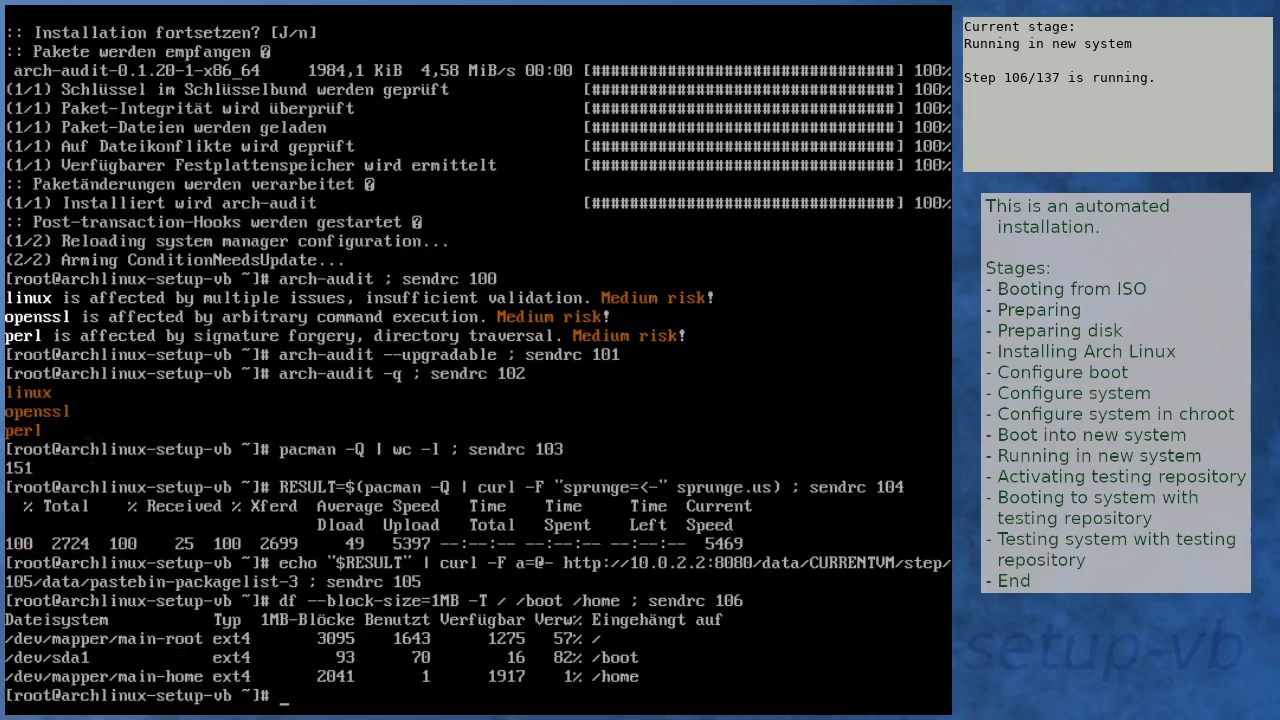 :: Installation fortsetzen? [J/n]
:: Pakete werden empfangen �
 arch-audit-0.1.20-1-x86_64     1984,1 KiB  4,58 MiB/s 00:00 [################################] 100%
(1/1) Schlüssel im Schlüsselbund werden geprüft              [################################] 100%
(1/1) Paket-Integrität wird überprüft                        [################################] 100%
(1/1) Paket-Dateien werden geladen                           [################################] 100%
(1/1) Auf Dateikonflikte wird geprüft                        [################################] 100%
(1/1) Verfügbarer Festplattenspeicher wird ermittelt         [################################] 100%
:: Paketänderungen werden verarbeitet �
(1/1) Installiert wird arch-audit                            [################################] 100%
:: Post-transaction-Hooks werden gestartet �
(1/2) Reloading system manager configuration...
(2/2) Arming ConditionNeedsUpdate...
[root@archlinux-setup-vb ~]# arch-audit ; sendrc 100
linux is affected by multiple issues, insufficient validation. Medium risk!
openssl is affected by arbitrary command execution. Medium risk!
perl is affected by signature forgery, directory traversal. Medium risk!
[root@archlinux-setup-vb ~]# arch-audit --upgradable ; sendrc 101
[root@archlinux-setup-vb ~]# arch-audit -q ; sendrc 102
linux
openssl
perl
[root@archlinux-setup-vb ~]# pacman -Q | wc -l ; sendrc 103
151
[root@archlinux-setup-vb ~]# RESULT=$(pacman -Q | curl -F "sprunge=<-" sprunge.us) ; sendrc 104
  % Total    % Received % Xferd  Average Speed   Time    Time     Time  Current
                                 Dload  Upload   Total   Spent    Left  Speed
100  2724  100    25  100  2699     49   5397 --:--:-- --:--:-- --:--:--  5469
[root@archlinux-setup-vb ~]# echo "$RESULT" | curl -F a=@- http://10.0.2.2:8080/data/CURRENTVM/step/
105/data/pastebin-packagelist-3 ; sendrc 105
[root@archlinux-setup-vb ~]# df --block-size=1MB -T / /boot /home ; sendrc 106
Dateisystem           Typ  1MB-Blöcke Benutzt Verfügbar Verw% Eingehängt auf
/dev/mapper/main-root ext4       3095    1643      1275   57% /
/dev/sda1             ext4         93      70        16   82% /boot
/dev/mapper/main-home ext4       2041       1      1917    1% /home
[root@archlinux-setup-vb ~]# _
Current stage:
Running in new system
Step 106/137 is running.
This is an automated
installation.
Stages:
- Booting from ISO
- Preparing
- Preparing disk
- Installing Arch Linux
- Configure boot
- Configure system
- Configure system in chroot
- Boot into new system
- Running in new system
- Activating testing repository
- Booting to system with
testing repository
- Testing system with testing
repository
- End
setup-vb